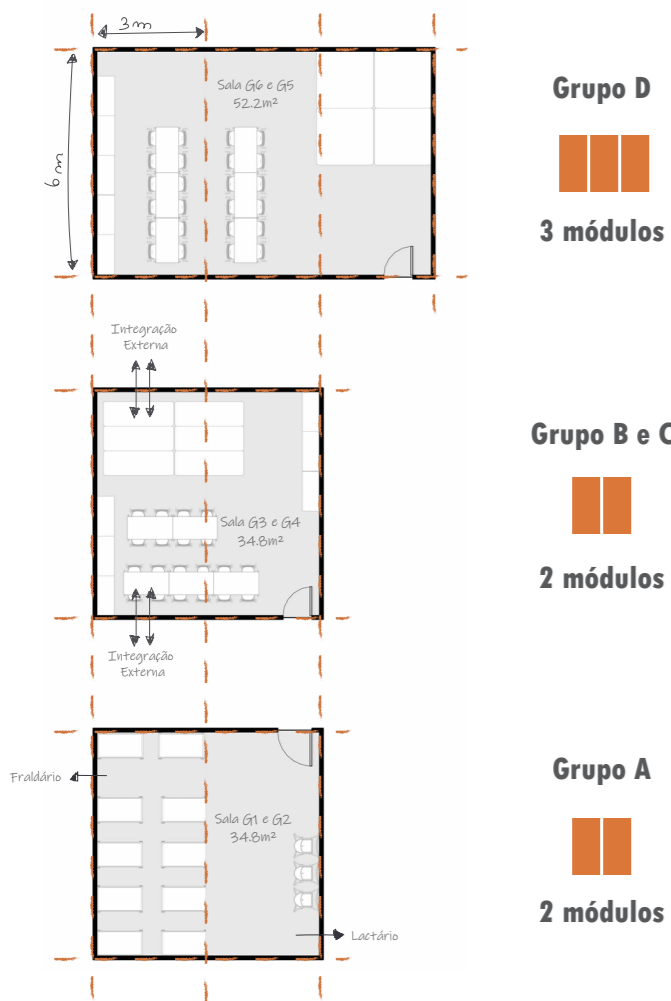 3m
6m
Sala G6 e G5
52.2m²
Grupo D
3 módulos
Integração
Externa
Sala G3 e G4
34.8m²
Integração
Externa
Grupo B e C
2 módulos
Fraldário
Sala G1 e G2
34.8m²
Lactário
Grupo A
2 módulos